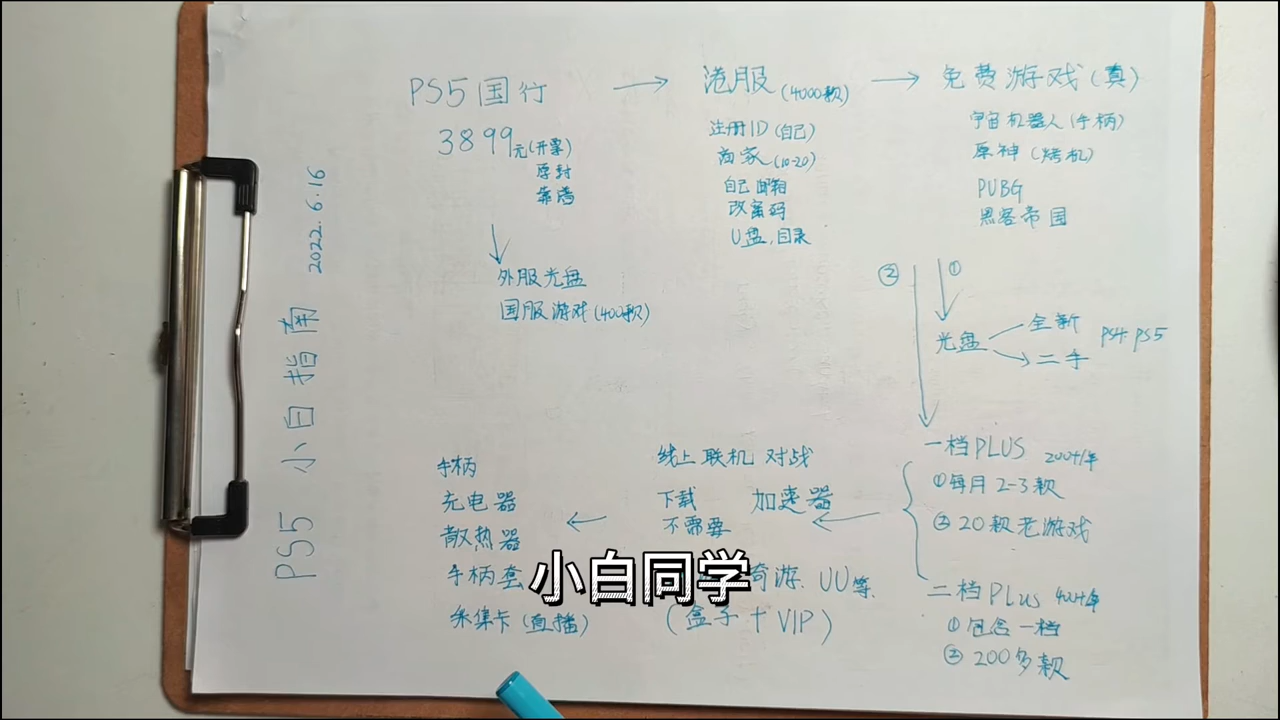 PS5 小白指南 2022.6.16
PS5国行
3899元(开票)
原封
靠谱
外服光盘
国服游戏(400款)
港服(4000款)
注册ID(自己)
商家(10-20)
自己邮箱
改密码
U盘,目录
免费游戏(真)
宇宙机器人(手柄)
原神(烤机)
PUBG
黑客帝国
② ①
光盘
全新
二手
PS4 PS5
一档PLUS 200+/年
①每月2-3款
②20款老游戏
二档PLUS 400+/年
①包含一档
②200多款
线上联机对战
下载
不需要
加速器
奇游、UU等.
(盒子+VIP)
手柄
充电器
散热器
手柄套
采集卡(直播)
小白同学